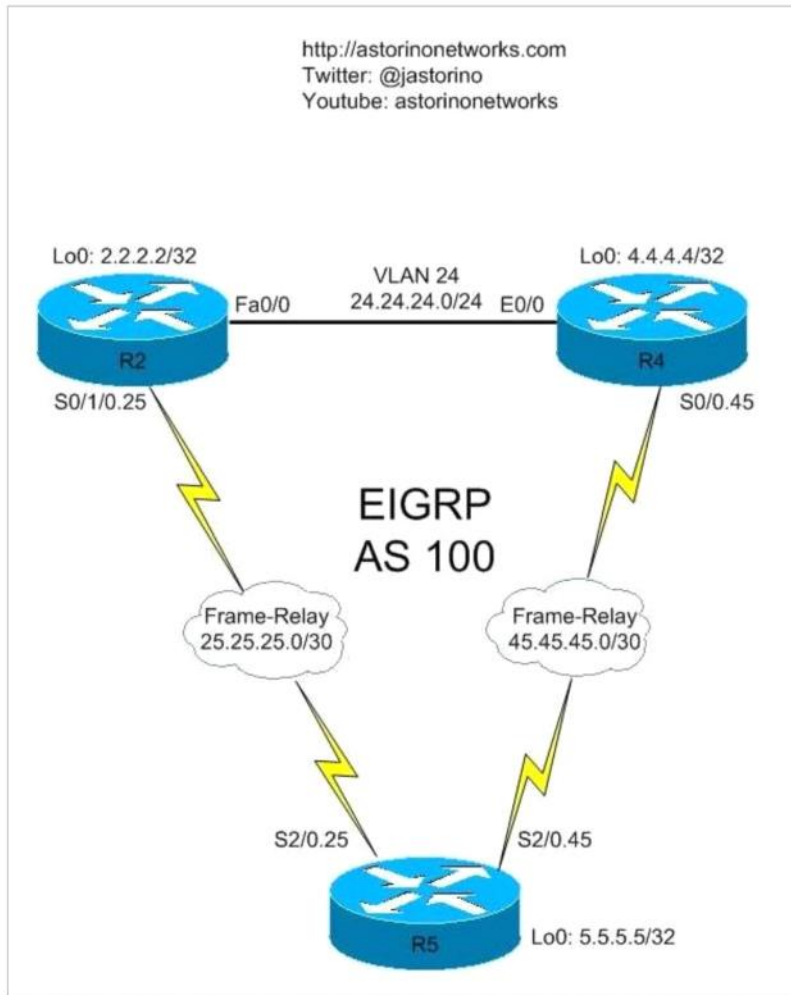 http://astorinonetworks.com
Twitter: @jastorino
Youtube: astorinonetworks
Lo0: 2.2.2.2/32
Lo0: 4.4.4.4/32
VLAN 24
Fa0/0
24.24.24.0/24
E0/0
R2
R4
S0/1/0.25
S0/0.45
EIGRP
AS 100
Frame-Relay
25.25.25.0/30
Frame-Relay
45.45.45.0/30
S2/0.25
S2/0.45
R5
Lo0: 5.5.5.5/32